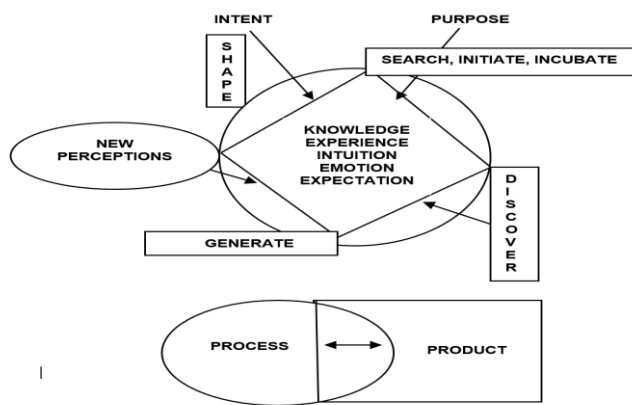 INTENT
PURPOSE
SHAPE
SEARCH, INITIATE, INCUBATE
NEW
PERCEPTIONS
KNOWLEDGE
EXPERIENCE
INTUITION
EMOTION
EXPECTATION
DISCOVER
GENERATE
PROCESS
PRODUCT